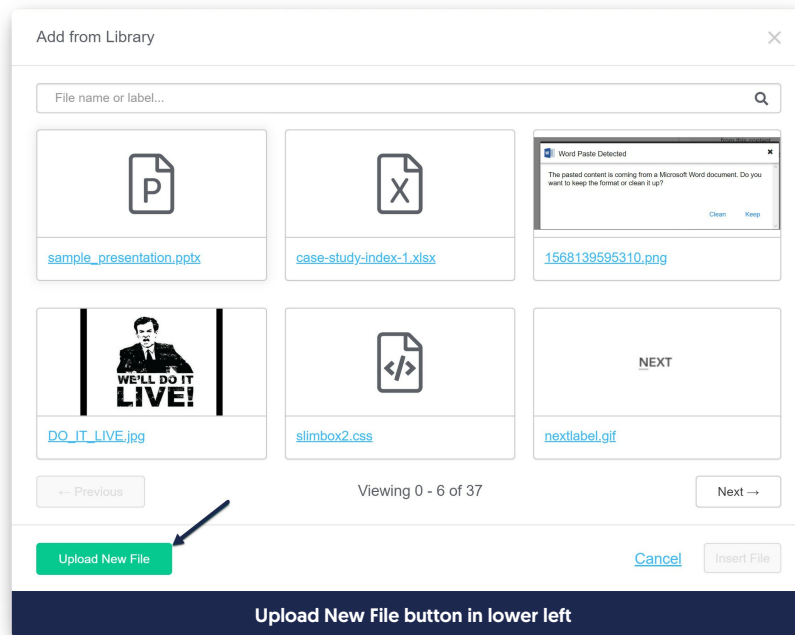 Add from Library
×
File name or label...
P
X
from this content
Word Paste Detected
×
The pasted content is coming from a Microsoft Word document. Do you
want to keep the format or clean it up?
Clean Keep
sample_presentation.pptx
case-study-index-1.xlsx
1568139595310.png
WE'LL DO IT
LIVE!
</>
NEXT
DO_IT_LIVE.jpg
slimbox2.css
nextlabel.gif
← Previous
Viewing 0 - 6 of 37
Next →
Upload New File
Cancel
Insert File
Upload New File button in lower left